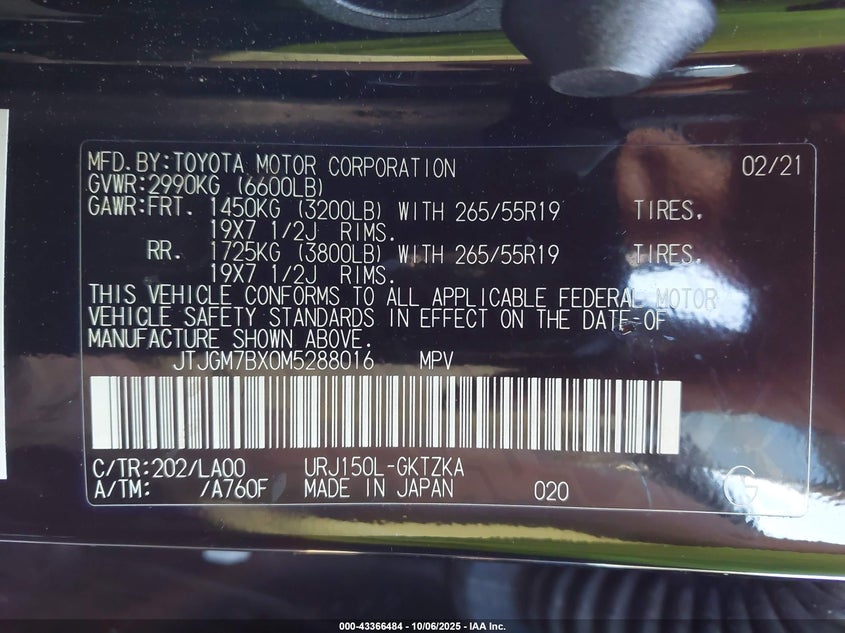 MFD.BY:TOYOTA MOTOR CORPORATION 02/21
GVWR:2990KG (6600LB)
GAWR:FRT. 1450KG (3200LB) WITH 265/55R19 TIRES.
19X7 1/2J RIMS.
RR. 1725KG (3800LB) WITH 265/55R19 TIRES.
19X7 1/2J RIMS.
THIS VEHICLE CONFORMS TO ALL APPLICABLE FEDERAL MOTOR
VEHICLE SAFETY STANDARDS IN EFFECT ON THE DATE-OF
MANUFACTURE SHOWN ABOVE.
JTJGM7BX0M5288016 MPV
C/TR:202/LA00 URJ150L-GKTZKA
A/TM: /A760F MADE IN JAPAN 020 G
000-43366484 - 10/06/2025 - IAA Inc.